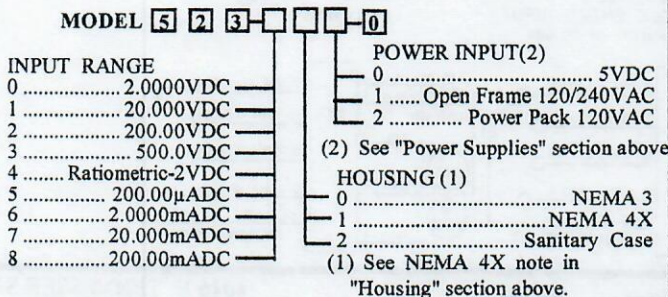 MODEL 5 2 3 - 0
INPUT RANGE
0 .................. 2.0000VDC
1 .................. 20.000VDC
2 .................. 200.00VDC
3 .................... 500.0VDC
4 ....... Ratiometric-2VDC
5 .................. 200.00µADC
6 ................. 2.0000mADC
7 ................. 20.000mADC
8 ................. 200.00mADC
POWER INPUT(2)
0 .................................. 5VDC
1 ...... Open Frame 120/240VAC
2 ............ Power Pack 120VAC
(2) See "Power Supplies" section above
HOUSING (1)
0 ............................... NEMA 3
1 ............................ NEMA 4X
2 ....................... Sanitary Case
(1) See NEMA 4X note in
"Housing" section above.